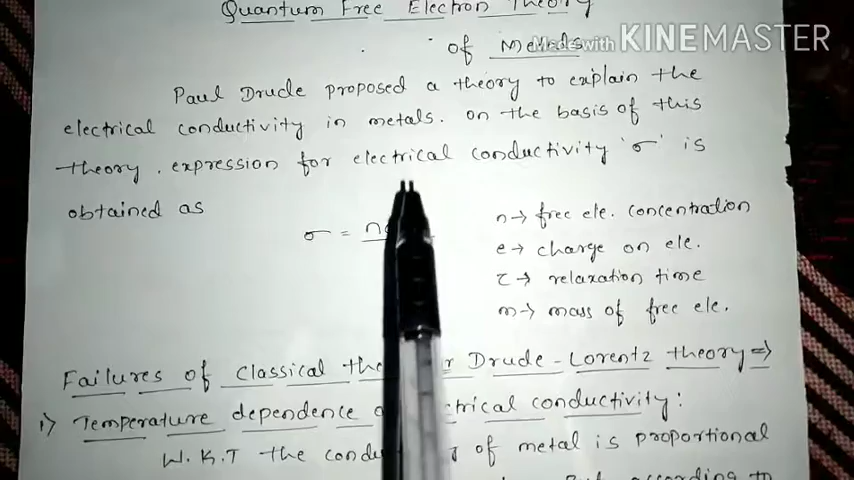 Quantum Free Electron Theory
of Metals
Made with KINEMASTER
Paul Drude proposed a theory to explain the
electrical conductivity in metals. on the basis of this
theory. expression for electrical conductivity 'σ' is
obtained as
σ = n
n→ free ele. concentration
e→ charge on ele.
τ→ relaxation time
m→ mass of free ele.
Failures of classical Drude-Lorentz theory⇒
1) Temperature dependence electrical conductivity:
W.K.T the of metal is proportional
according to